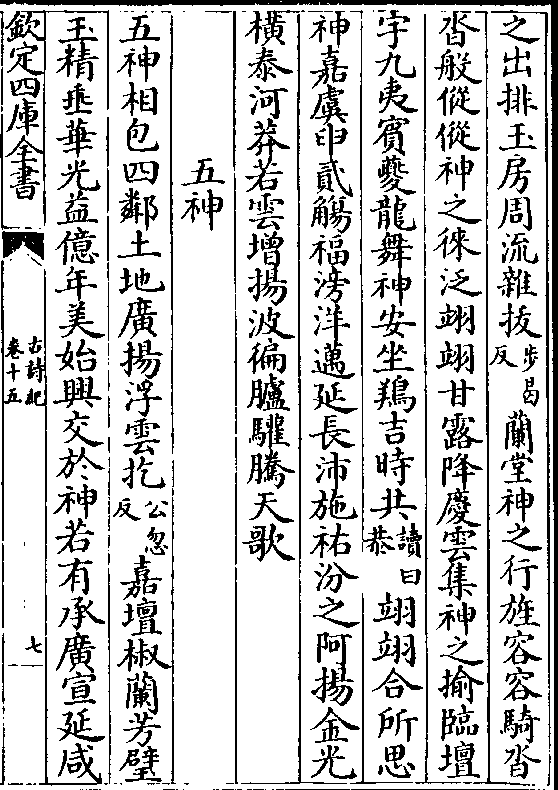 之出排玉房周流雜拔步曷反蘭堂神之行旌容容騎沓
沓般從從神之徠泛翊翊甘露降慶雲集神之揄臨壇
宇九夷賓夔龍舞神安坐鵷吉時共讀曰恭翊翊合所思
神嘉虞申貳觴福滂洋邁延長沛施祐汾之阿揚金光
橫泰河莽若雲增揚波徧臚驩騰天歌
五神
五神相包四鄰土地廣揚浮雲扢公忽反嘉壇椒蘭芳璧
玉精垂華光益億年美始興交於神若有承廣宣延咸
欽定四庫全書
古詩紀
卷十五
七